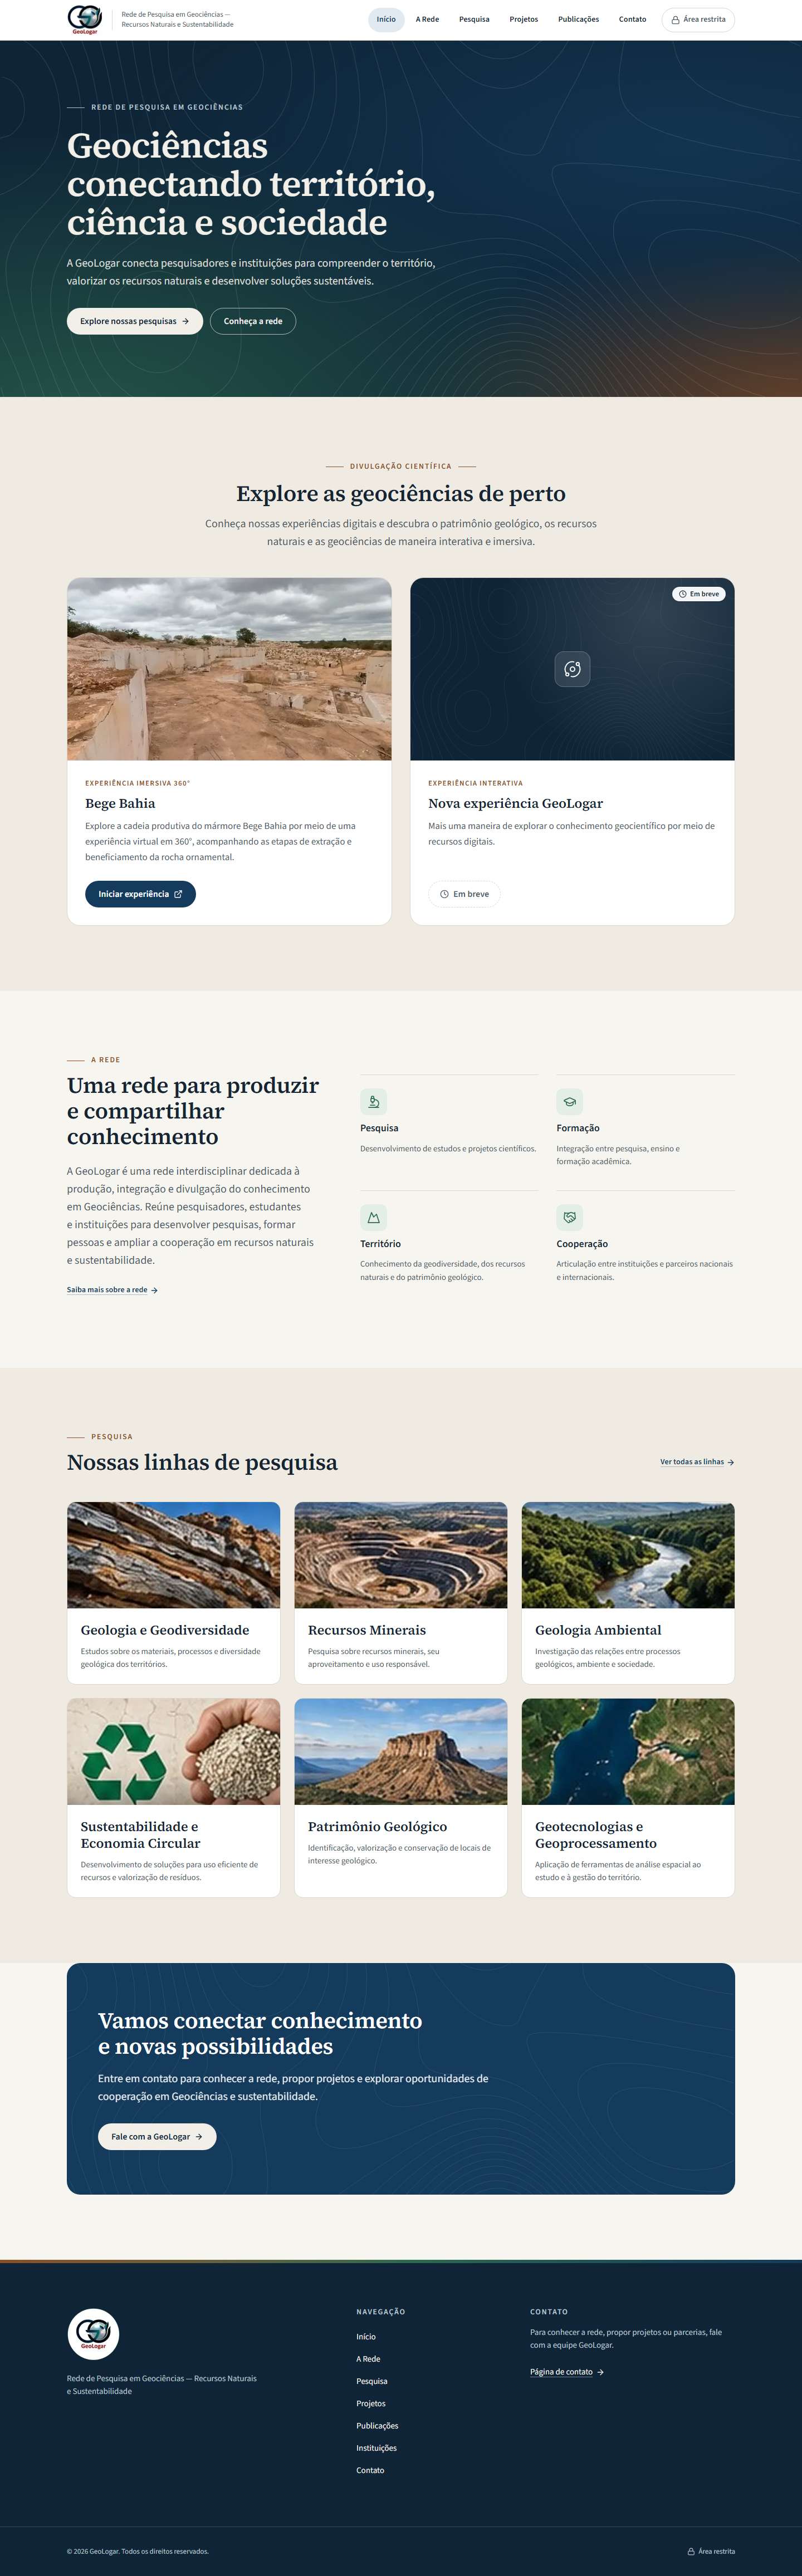 GeoLogar
Rede de Pesquisa em Geociências —
Recursos Naturais e Sustentabilidade
Início
A Rede
Pesquisa
Projetos
Publicações
Contato
Área restrita
REDE DE PESQUISA EM GEOCIÊNCIAS
Geociências
conectando território,
ciência e sociedade
A GeoLogar conecta pesquisadores e instituições para compreender o território,
valorizar os recursos naturais e desenvolver soluções sustentáveis.
Explore nossas pesquisas
Conheça a rede
DIVULGAÇÃO CIENTÍFICA
Explore as geociências de perto
Conheça nossas experiências digitais e descubra o patrimônio geológico, os recursos
naturais e as geociências de maneira interativa e imersiva.
EXPERIÊNCIA IMERSIVA 360°
Bege Bahia
Explore a cadeia produtiva do mármore Bege Bahia por meio de uma
experiência virtual em 360°, acompanhando as etapas de extração e
beneficiamento da rocha ornamental.
Iniciar experiência
Em breve
EXPERIÊNCIA INTERATIVA
Nova experiência GeoLogar
Mais uma maneira de explorar o conhecimento geocientífico por meio de
recursos digitais.
Em breve
A REDE
Uma rede para produzir
e compartilhar
conhecimento
A GeoLogar é uma rede interdisciplinar dedicada à
produção, integração e divulgação do conhecimento
em Geociências. Reúne pesquisadores, estudantes
e instituições para desenvolver pesquisas, formar
pessoas e ampliar a cooperação em recursos naturais
e sustentabilidade.
Saiba mais sobre a rede
Pesquisa
Desenvolvimento de estudos e projetos científicos.
Formação
Integração entre pesquisa, ensino e
formação acadêmica.
Território
Conhecimento da geodiversidade, dos recursos
naturais e do patrimônio geológico.
Cooperação
Articulação entre instituições e parceiros nacionais
e internacionais.
PESQUISA
Nossas linhas de pesquisa
Ver todas as linhas
Geologia e Geodiversidade
Estudos sobre os materiais, processos e diversidade
geológica dos territórios.
Recursos Minerais
Pesquisa sobre recursos minerais, seu
aproveitamento e uso responsável.
Geologia Ambiental
Investigação das relações entre processos
geológicos, ambiente e sociedade.
Sustentabilidade e
Economia Circular
Desenvolvimento de soluções para uso eficiente de
recursos e valorização de resíduos.
Patrimônio Geológico
Identificação, valorização e conservação de locais de
interesse geológico.
Geotecnologias e
Geoprocessamento
Aplicação de ferramentas de análise espacial ao
estudo e à gestão do território.
Vamos conectar conhecimento
e novas possibilidades
Entre em contato para conhecer a rede, propor projetos e explorar oportunidades de
cooperação em Geociências e sustentabilidade.
Fale com a GeoLogar
GeoLogar
Rede de Pesquisa em Geociências — Recursos Naturais
e Sustentabilidade
NAVEGAÇÃO
Início
A Rede
Pesquisa
Projetos
Publicações
Instituições
Contato
CONTATO
Para conhecer a rede, propor projetos ou parcerias, fale
com a equipe GeoLogar.
Página de contato
© 2026 GeoLogar. Todos os direitos reservados.
Área restrita